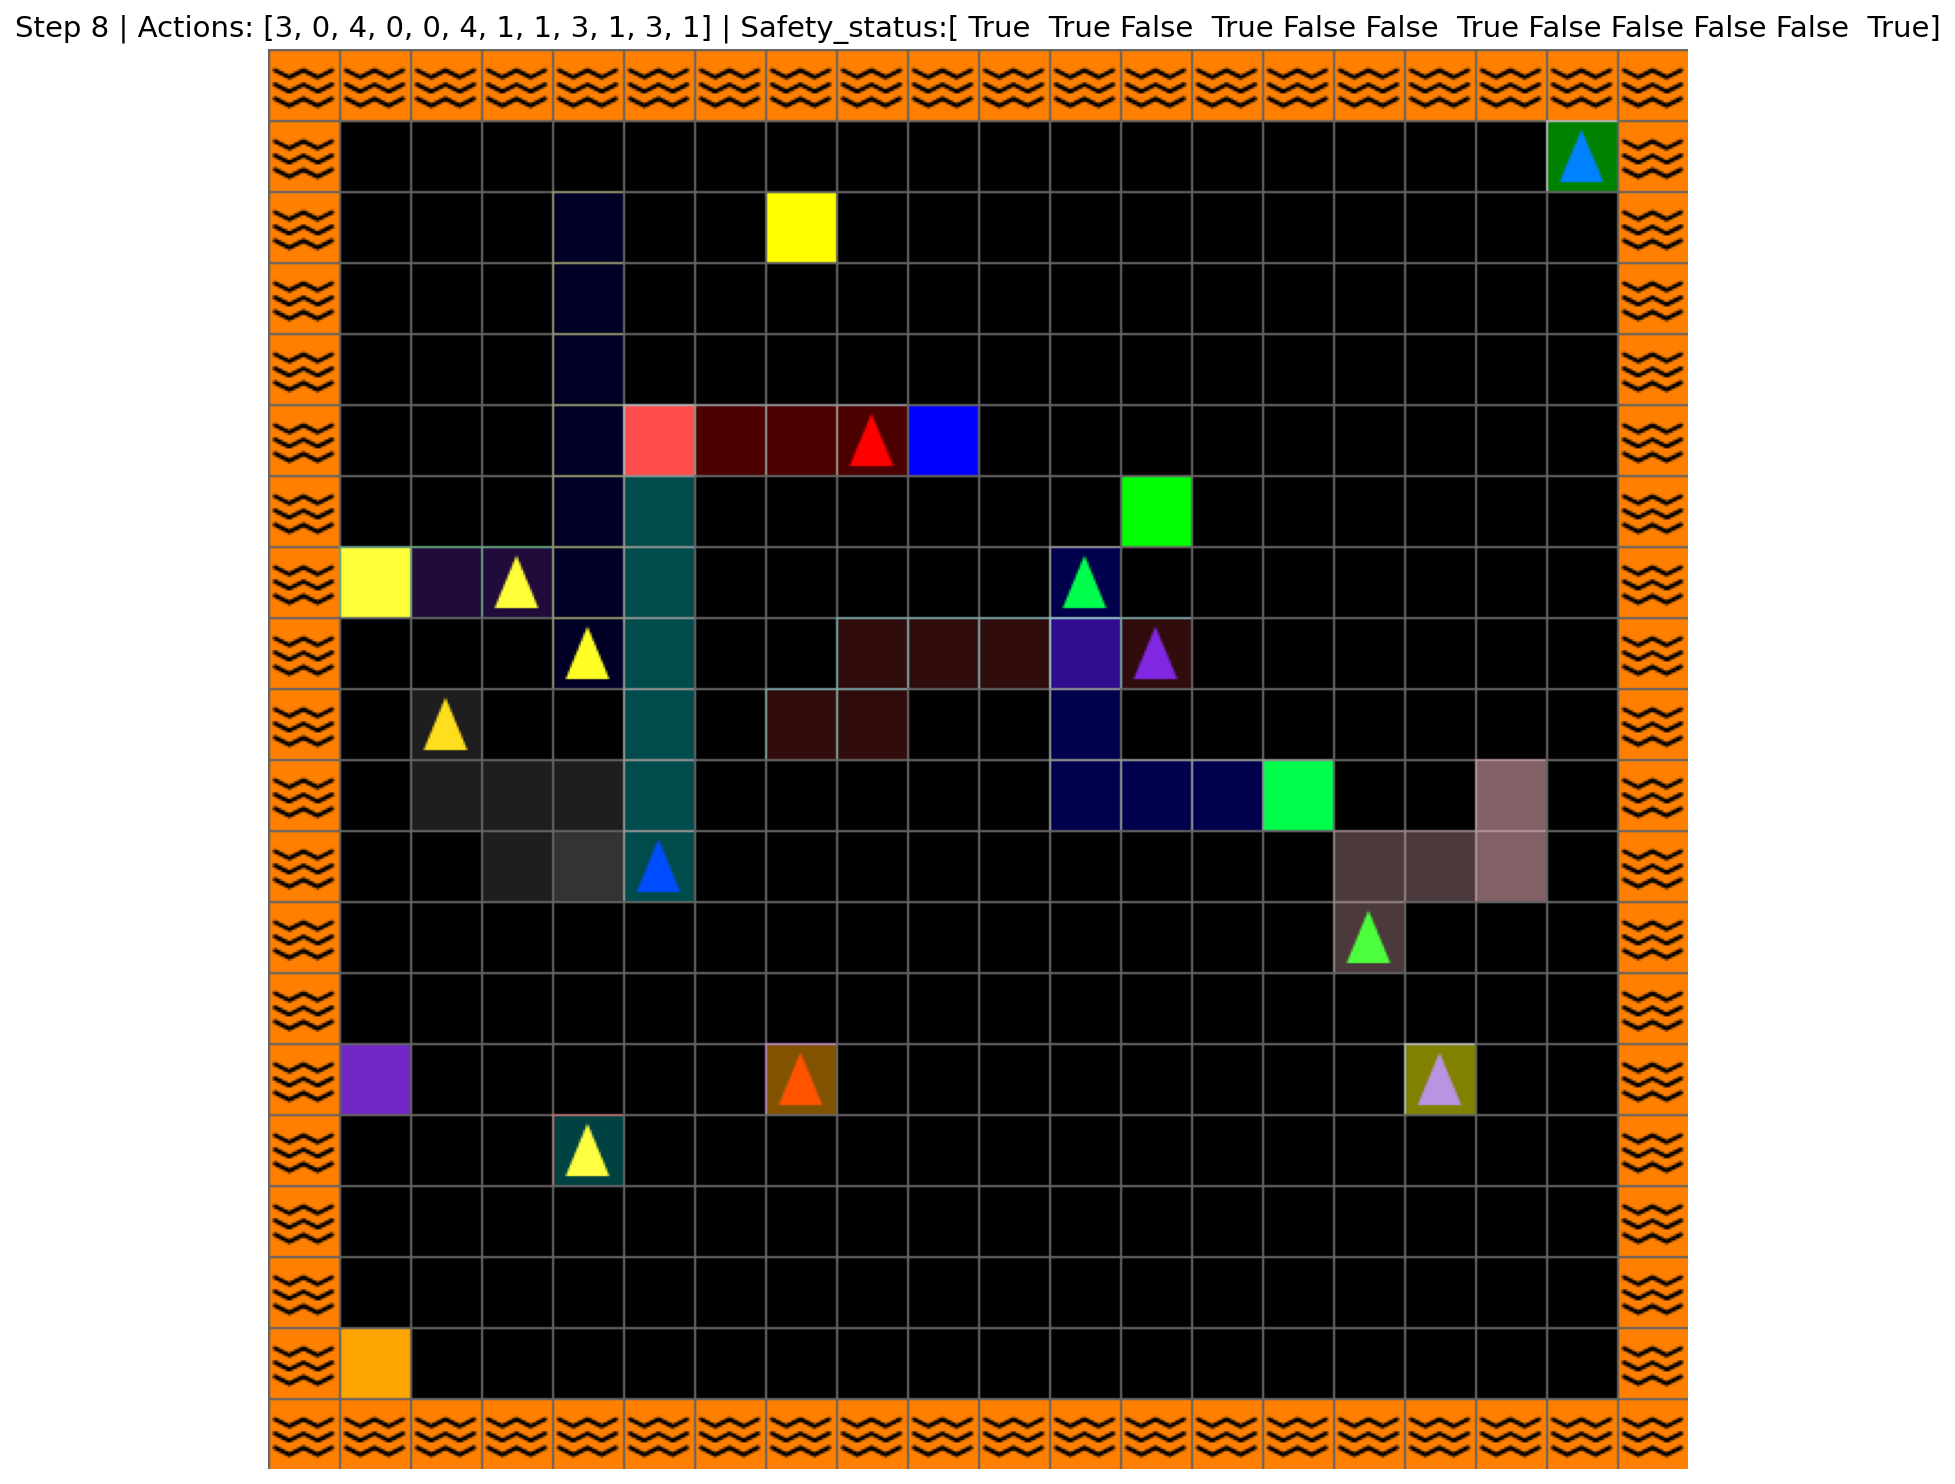 Step 8 | Actions: [3, 0, 4, 0, 0, 4, 1, 1, 3, 1, 3, 1] | Safety_status:[ True  True False  True False False  True False False False False  True]